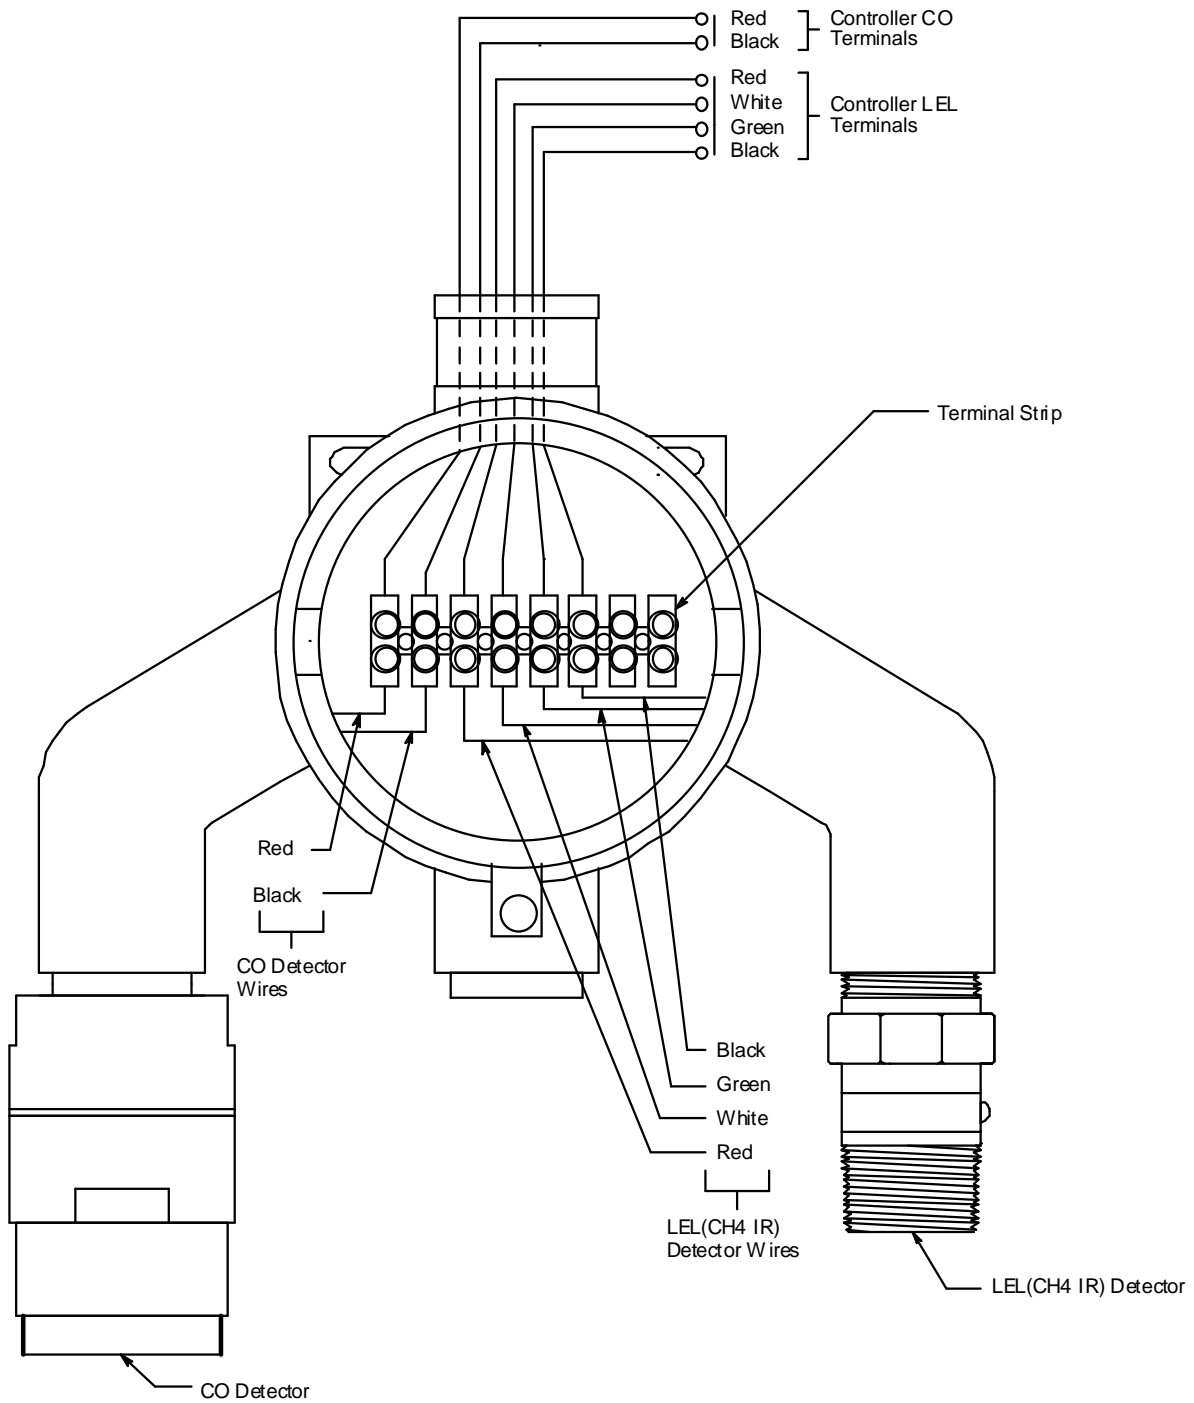 Red
Black
Controller CO
Terminals
Red
White
Green
Black
Controller LEL
Terminals
Terminal Strip
Red
Black
CO Detector
Wires
Black
Green
White
Red
LEL(CH4 IR)
Detector Wires
LEL(CH4 IR) Detector
CO Detector